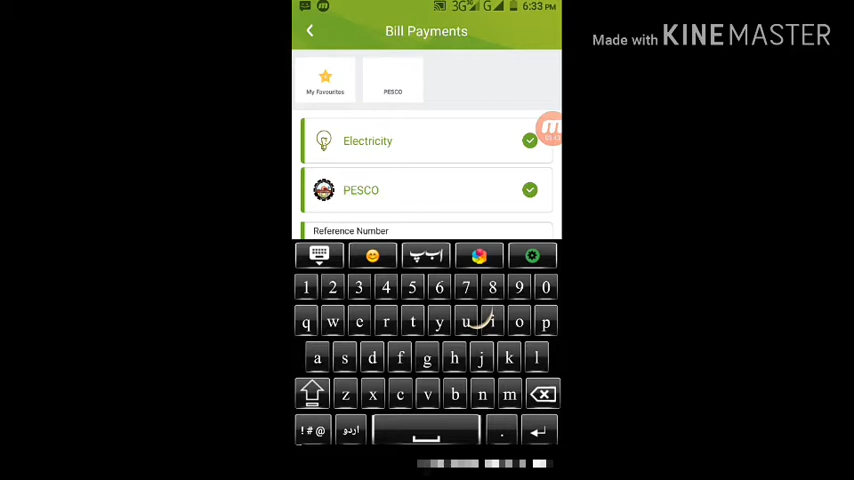 3G G 6:33 PM
Made with KINEMASTER
Bill Payments
My Favourites PESCO
Electricity
PESCO
Reference Number
ا ب پ
1 2 3 4 5 6 7 8 9 0
q w e r t y u i o p
a s d f g h j k l
z x c v b n m
! # @ اردو .